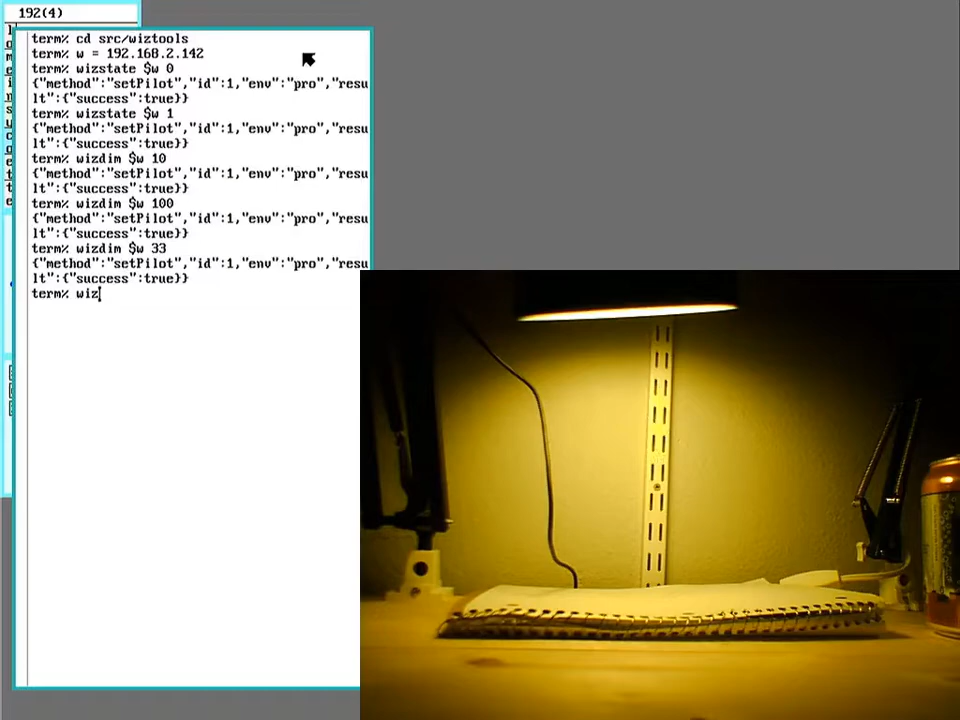 192(4)
term% cd src/wiztools
term% w = 192.168.2.142
term% wizstate $w 0
{"method":"setPilot","id":1,"env":"pro","resu
lt":{"success":true}}
term% wizstate $w 1
{"method":"setPilot","id":1,"env":"pro","resu
lt":{"success":true}}
term% wizdim $w 10
{"method":"setPilot","id":1,"env":"pro","resu
lt":{"success":true}}
term% wizdim $w 100
{"method":"setPilot","id":1,"env":"pro","resu
lt":{"success":true}}
term% wizdim $w 33
{"method":"setPilot","id":1,"env":"pro","resu
lt":{"success":true}}
term% wiz